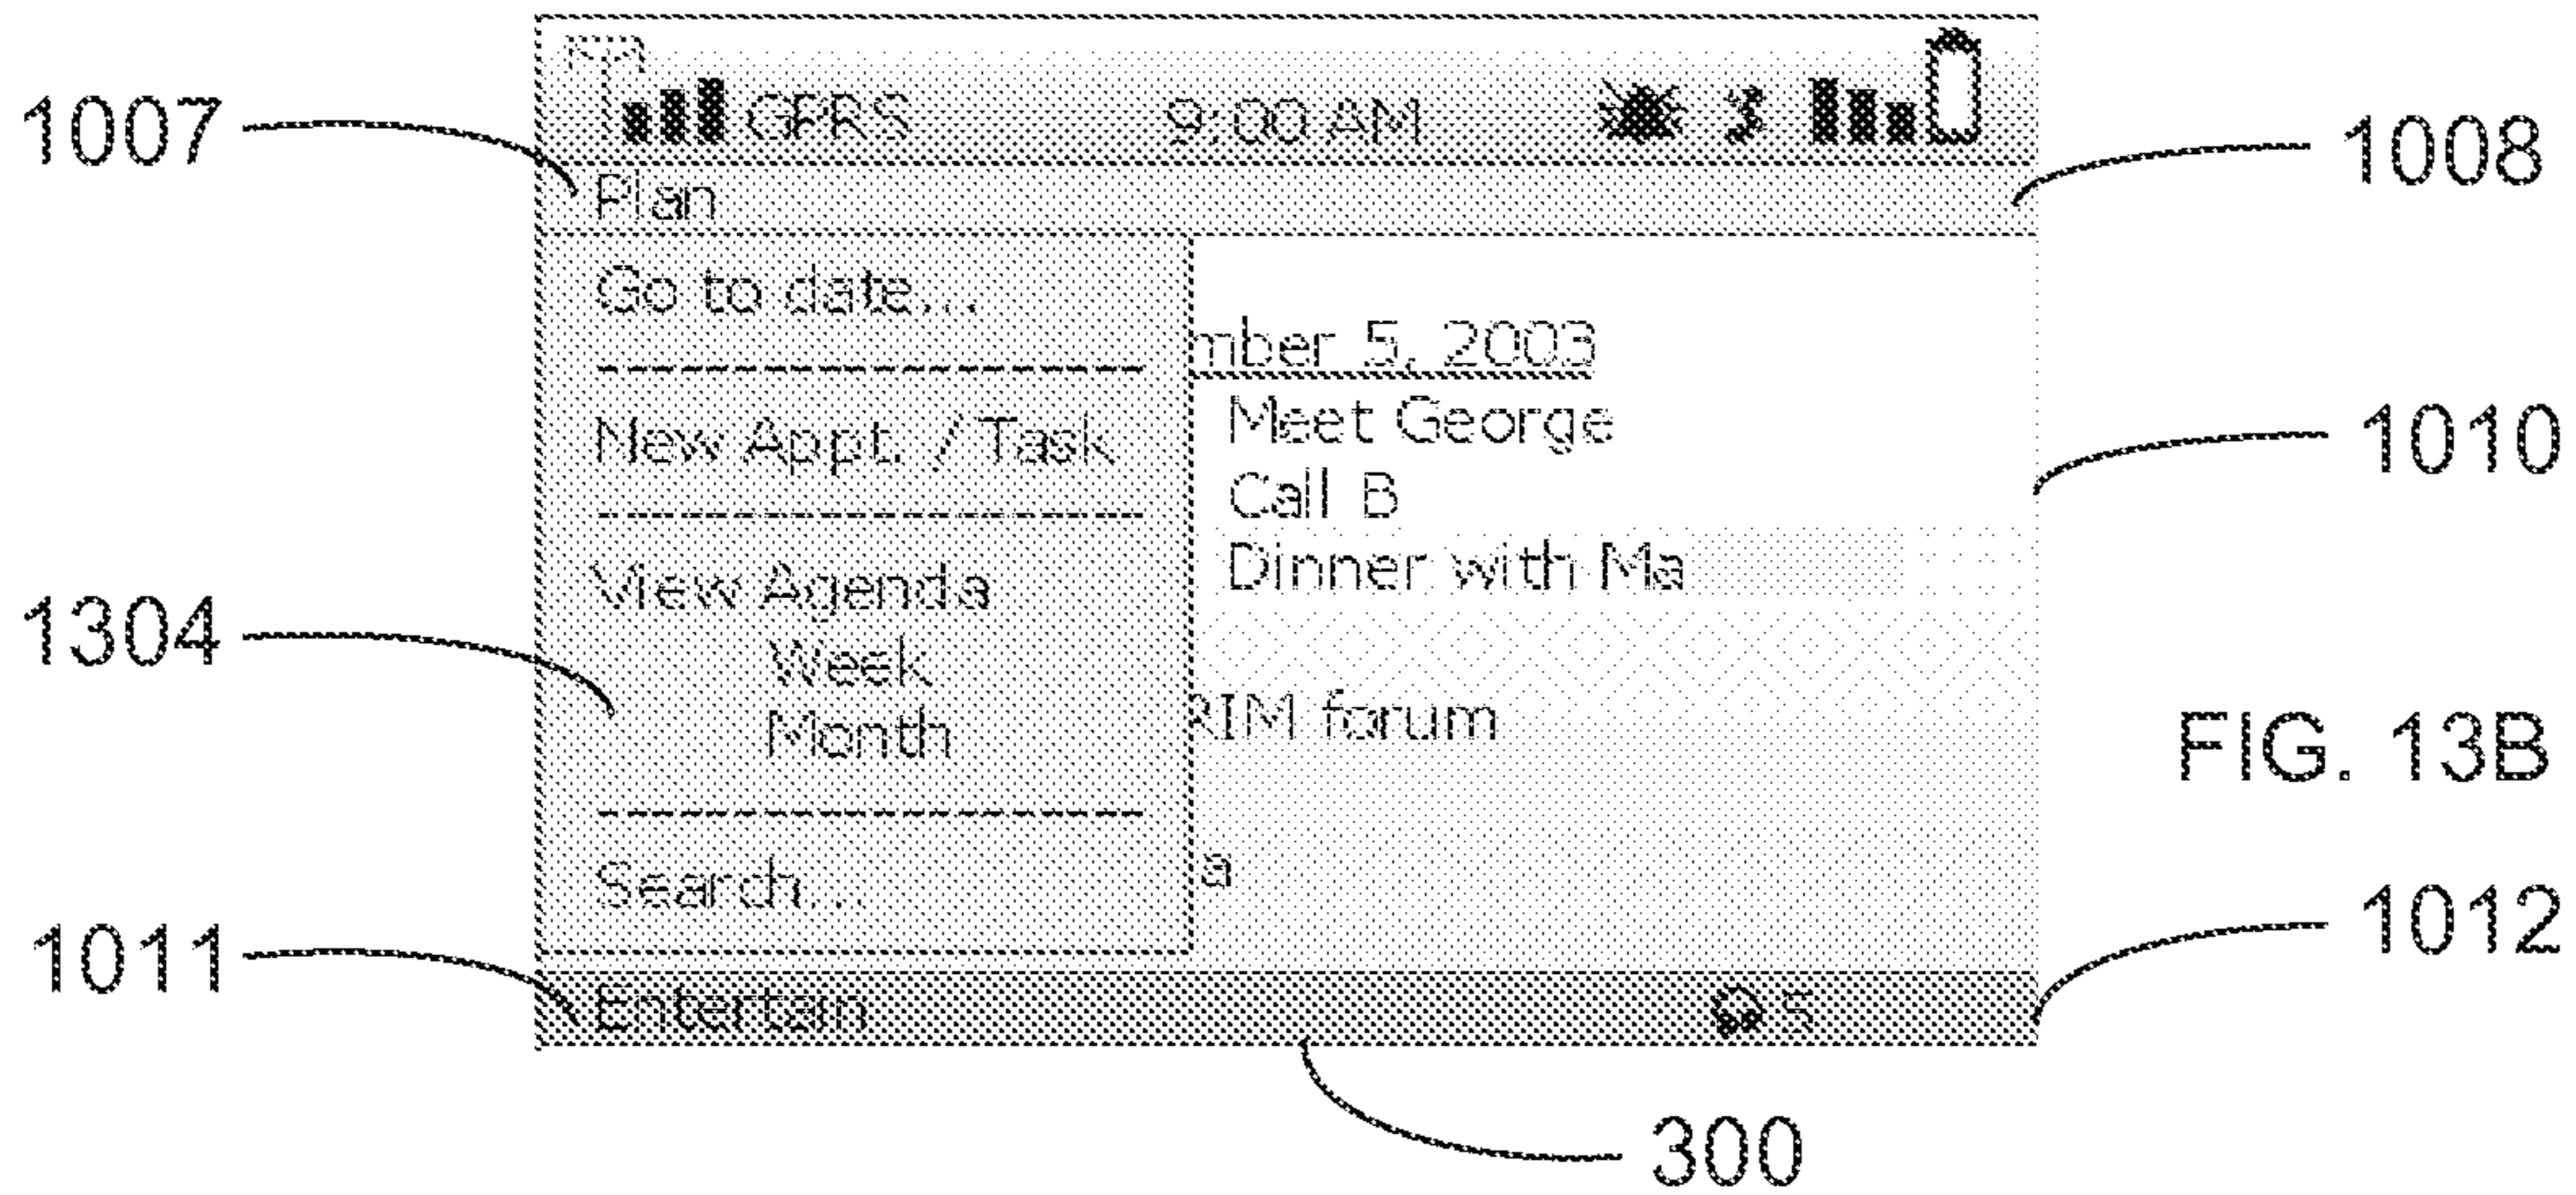 GPRS 9:00 AM
1007
1008
Plan
Go to date...
mber 5, 2003
New Appt. / Task
Meet George
1010
Call B
View Agenda
Dinner with Ma
1304
Week
Month
RIM forum
FIG. 13B
Search...
a
1012
1011
Entertain 5
300